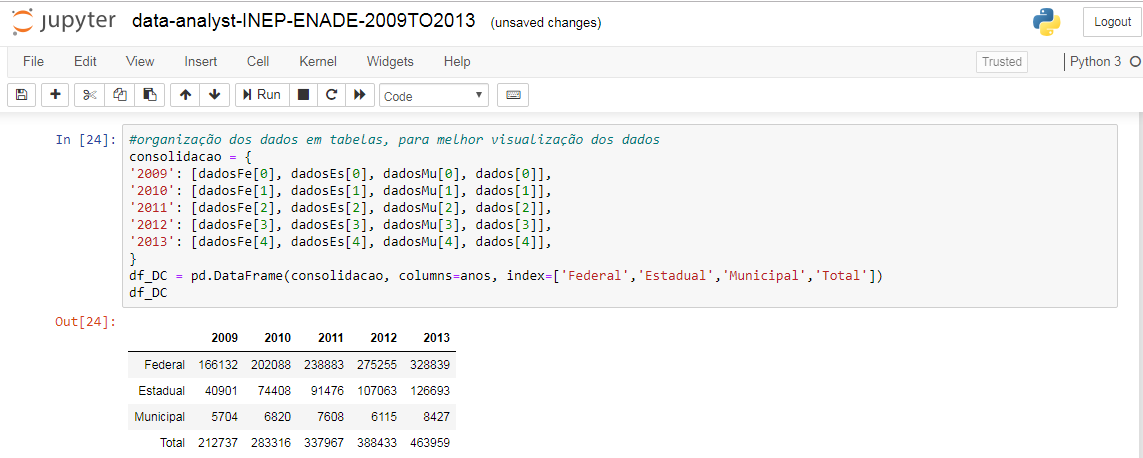 jupyter data-analyst-INEP-ENADE-2009TO2013 (unsaved changes) Logout
File Edit View Insert Cell Kernel Widgets Help Trusted Python 3
Run Code
In [24]: #organização dos dados em tabelas, para melhor visualização dos dados
consolidacao = {
'2009': [dadosFe[0], dadosEs[0], dadosMu[0], dados[0]],
'2010': [dadosFe[1], dadosEs[1], dadosMu[1], dados[1]],
'2011': [dadosFe[2], dadosEs[2], dadosMu[2], dados[2]],
'2012': [dadosFe[3], dadosEs[3], dadosMu[3], dados[3]],
'2013': [dadosFe[4], dadosEs[4], dadosMu[4], dados[4]],
}
df_DC = pd.DataFrame(consolidacao, columns=anos, index=['Federal','Estadual','Municipal','Total'])
df_DC
Out[24]:
2009 2010 2011 2012 2013
Federal 166132 202088 238883 275255 328839
Estadual 40901 74408 91476 107063 126693
Municipal 5704 6820 7608 6115 8427
Total 212737 283316 337967 388433 463959